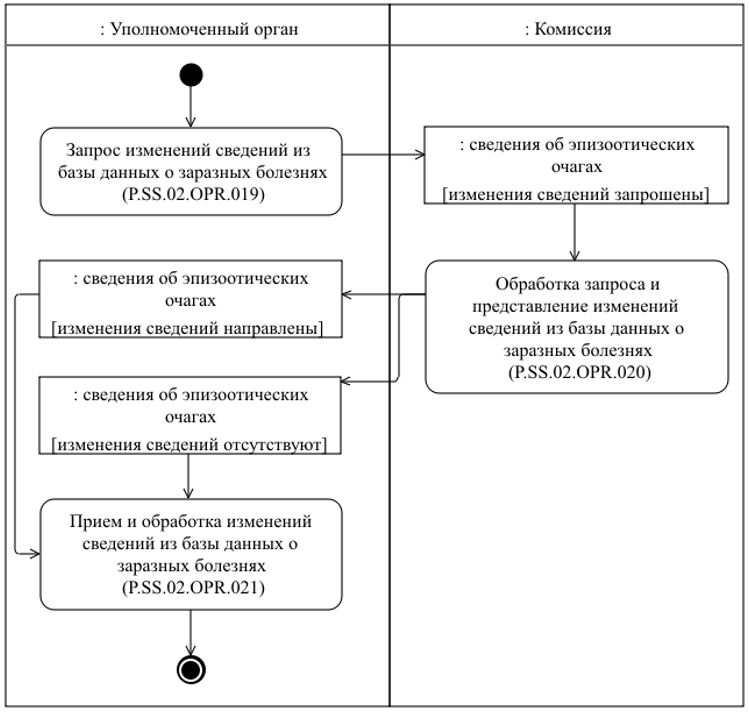 : Уполномоченный орган
: Комиссия
Запрос изменений сведений из
базы данных о заразных болезнях
(P.SS.02.OPR.019)
: сведения об эпизоотических
очагах
[изменения сведений запрошены]
: сведения об эпизоотических
очагах
[изменения сведений направлены]
Обработка запроса и
представление изменений
сведений из базы данных о
заразных болезнях
(P.SS.02.OPR.020)
: сведения об эпизоотических
очагах
[изменения сведений отсутствуют]
Прием и обработка изменений
сведений из базы данных о
заразных болезнях
(P.SS.02.OPR.021)